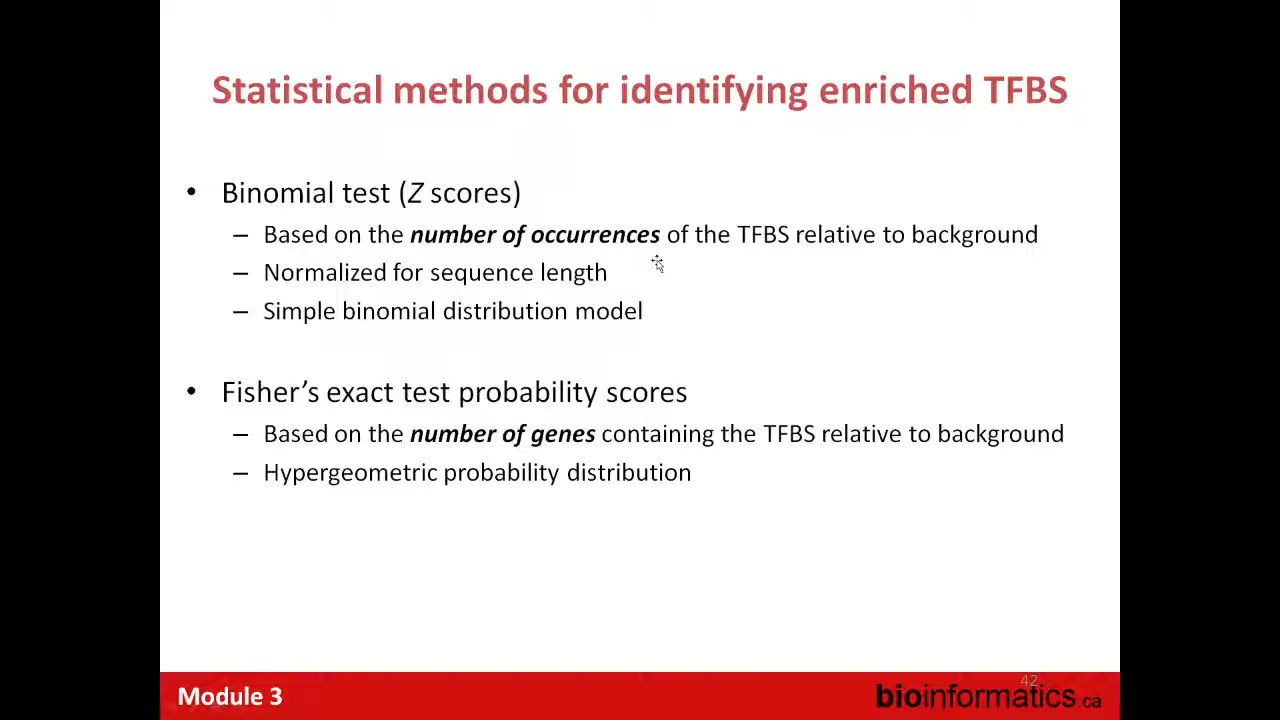 Statistical methods for identifying enriched TFBS
• Binomial test (Z scores)
– Based on the number of occurrences of the TFBS relative to background
– Normalized for sequence length
– Simple binomial distribution model
• Fisher’s exact test probability scores
– Based on the number of genes containing the TFBS relative to background
– Hypergeometric probability distribution
Module 3
42
bioinformatics.ca